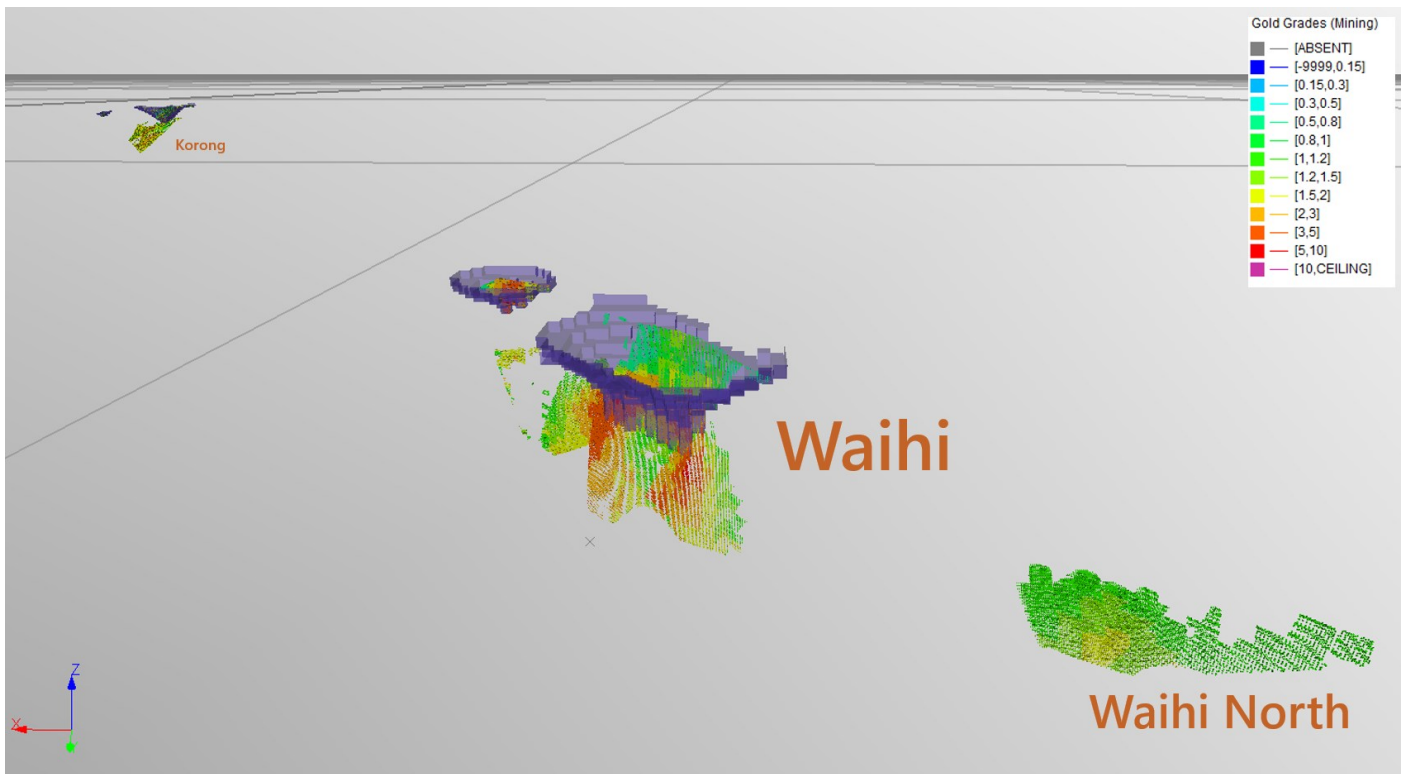 Gold Grades (Mining)
[ABSENT]
[-9999,0.15]
[0.15,0.3]
[0.3,0.5]
[0.5,0.8]
[0.8,1]
[1,1.2]
[1.2,1.5]
[1.5,2]
[2,3]
[3,5]
[5,10]
[10,CEILING]
Korong
Waihi
Waihi North
Z
X